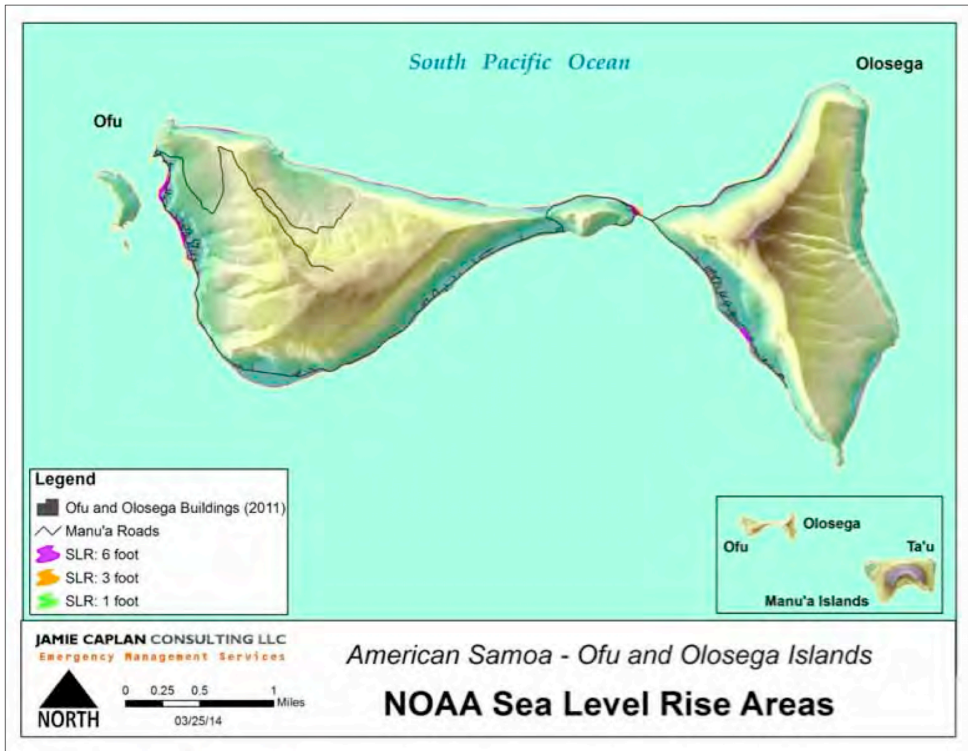 South Pacific Ocean
Olosega
Ofu
Legend
Ofu and Olosega Buildings (2011)
Manu'a Roads
SLR: 6 foot
SLR: 3 foot
SLR: 1 foot
Olosega
Ofu
Ta'u
Manu'a Islands
JAMIE CAPLAN CONSULTING LLC
Emergency Management Services
NORTH
0 0.25 0.5 1
Miles
03/25/14
American Samoa - Ofu and Olosega Islands
NOAA Sea Level Rise Areas